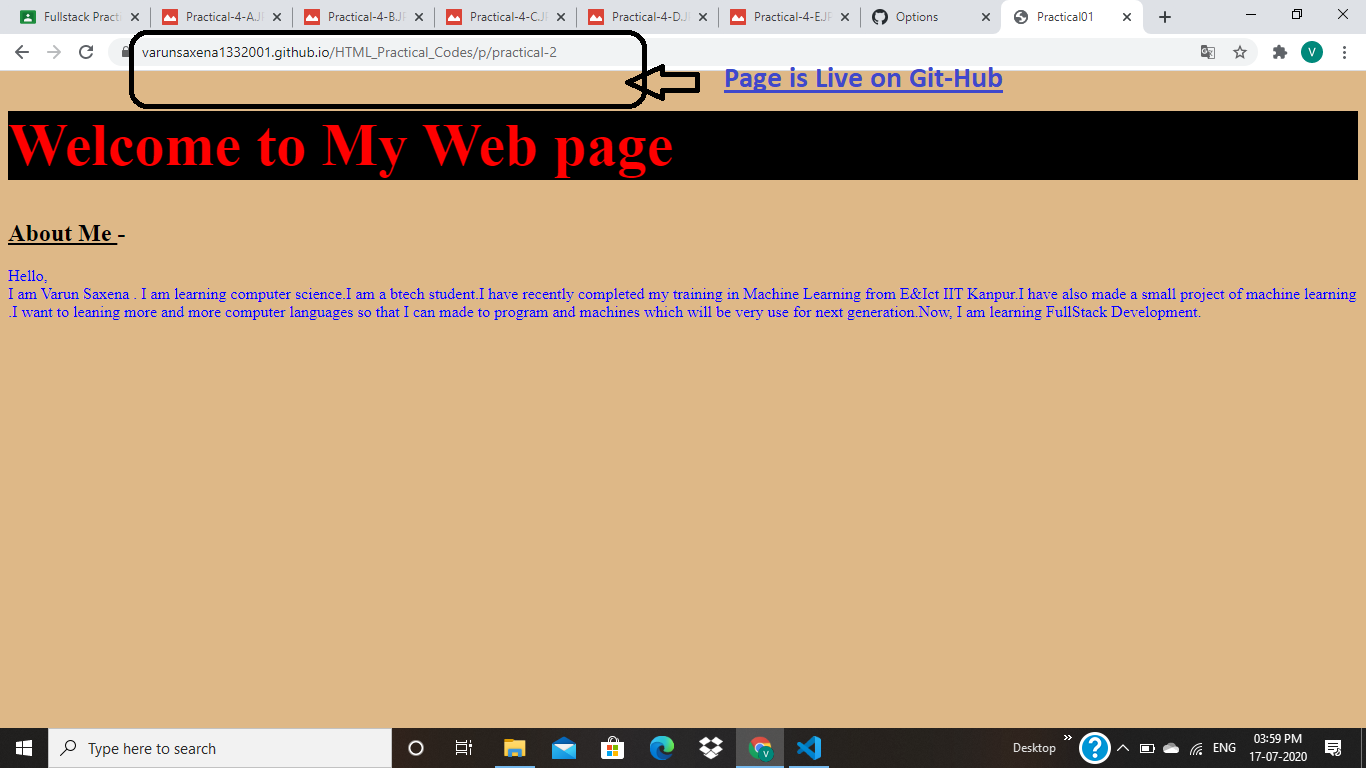 Fullstack Practi
Practical-4-A.JP
Practical-4-B.JP
Practical-4-C.JP
Practical-4-D.JP
Practical-4-E.JP
Options
Practical01
varunsaxena1332001.github.io/HTML_Practical_Codes/p/practical-2
V
Page is Live on Git-Hub
Welcome to My Web page
About Me -
Hello,
I am Varun Saxena . I am learning computer science.I am a btech student.I have recently completed my training in Machine Learning from E&Ict IIT Kanpur.I have also made a small project of machine learning
.I want to leaning more and more computer languages so that I can made to program and machines which will be very use for next generation.Now, I am learning FullStack Development.
Type here to search
V
Desktop
»
?
ENG
03:59 PM
17-07-2020